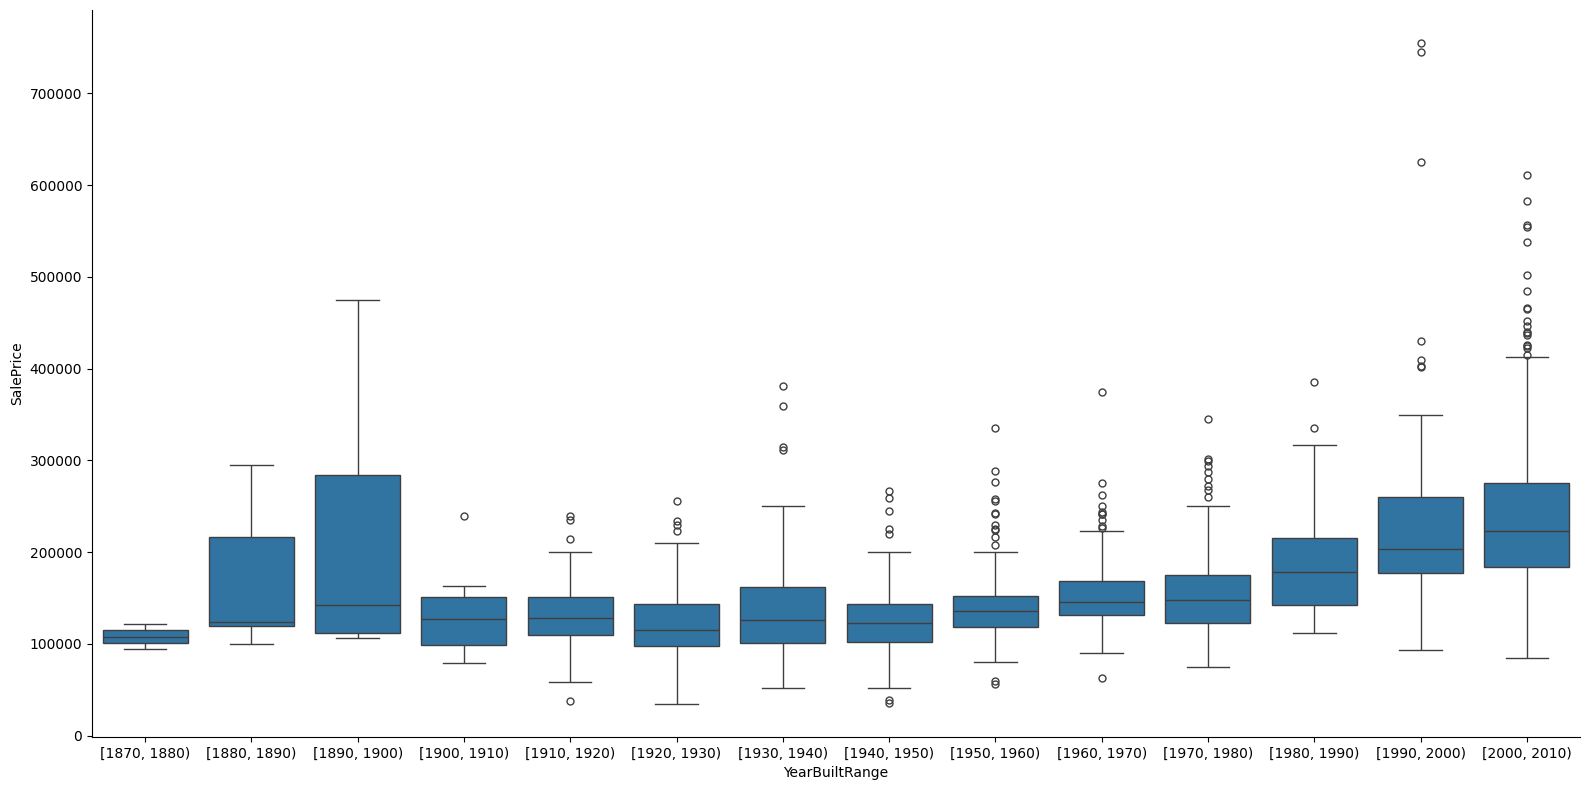 SalePrice
700000
600000
500000
400000
300000
200000
100000
0
[1870, 1880) [1880, 1890) [1890, 1900) [1900, 1910) [1910, 1920) [1920, 1930) [1930, 1940) [1940, 1950) [1950, 1960) [1960, 1970) [1970, 1980) [1980, 1990) [1990, 2000) [2000, 2010)
YearBuiltRange